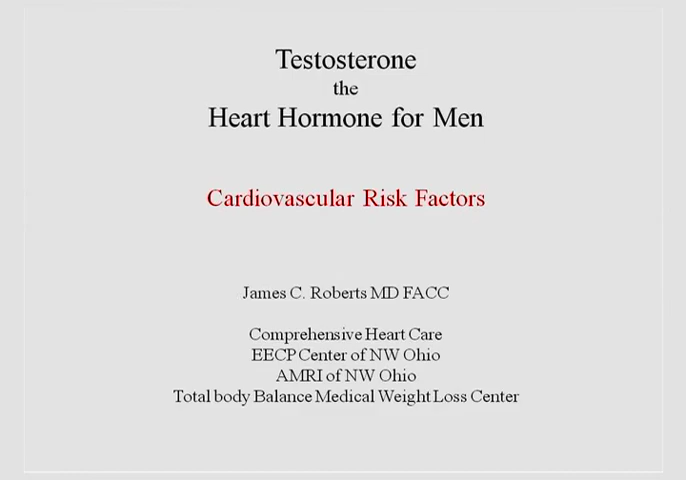 Testosterone
the
Heart Hormone for Men
Cardiovascular Risk Factors
James C. Roberts MD FACC
Comprehensive Heart Care
EECP Center of NW Ohio
AMRI of NW Ohio
Total body Balance Medical Weight Loss Center